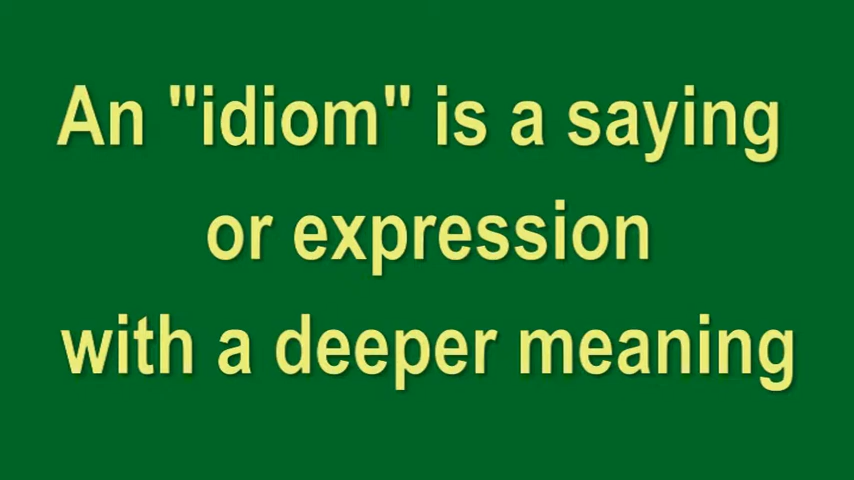 An "idiom" is a saying
or expression
with a deeper meaning